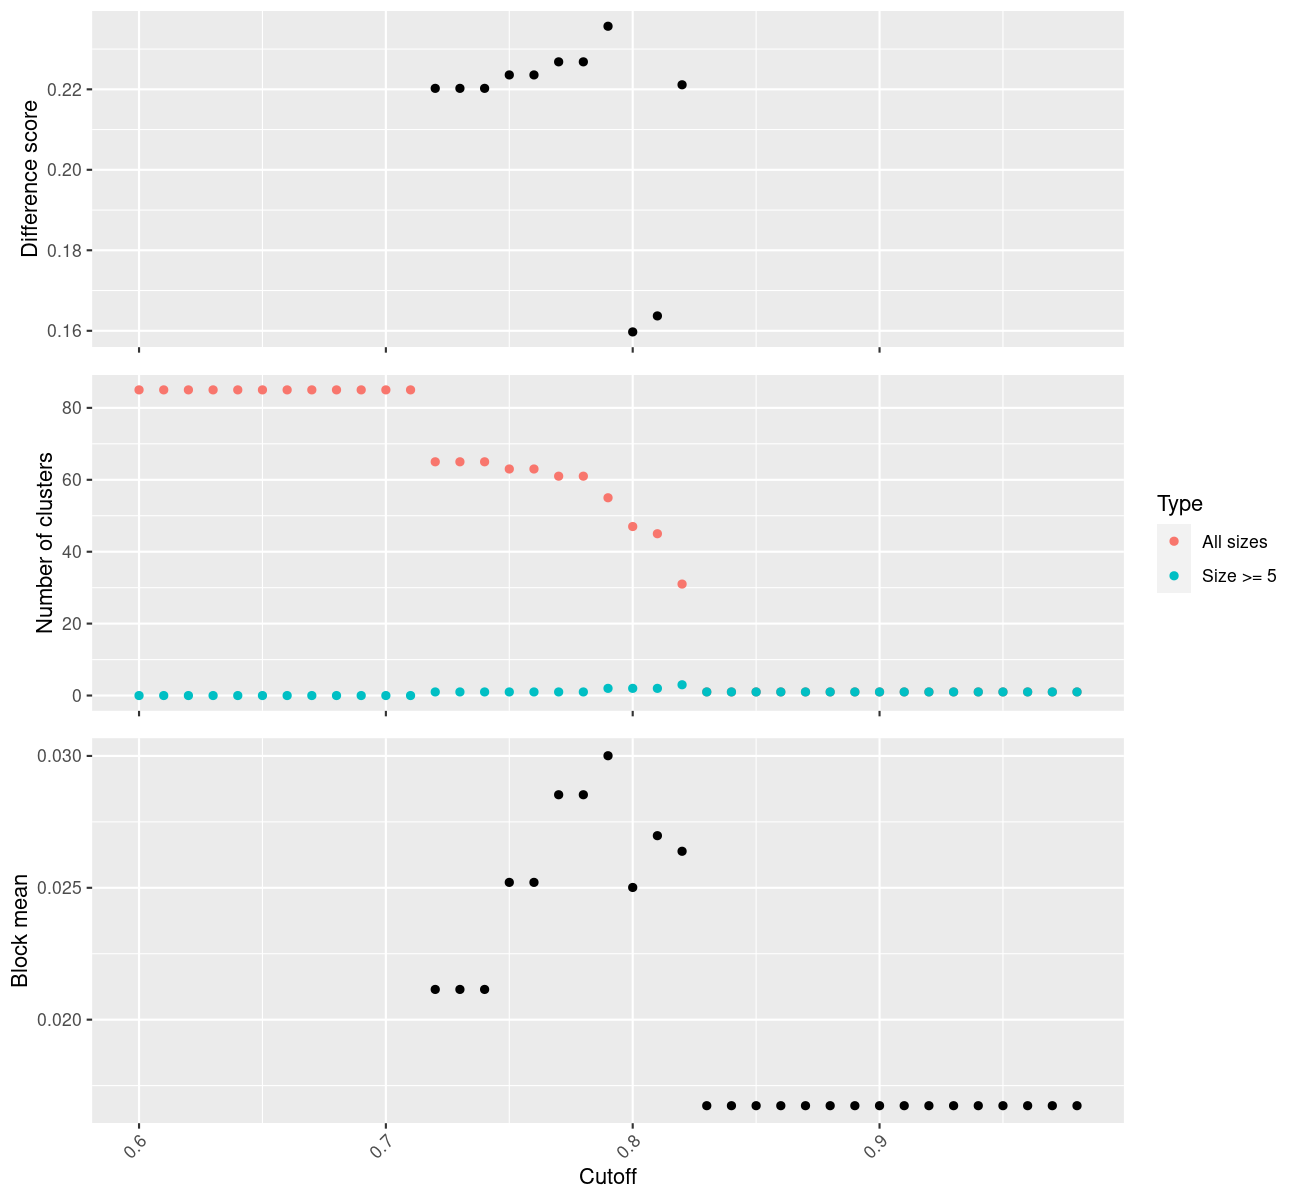 Difference score
0.22
0.20
0.18
0.16
Number of clusters
80
60
40
20
0
Type
All sizes
Size >= 5
Block mean
0.030
0.025
0.020
0.6
0.7
0.8
0.9
Cutoff